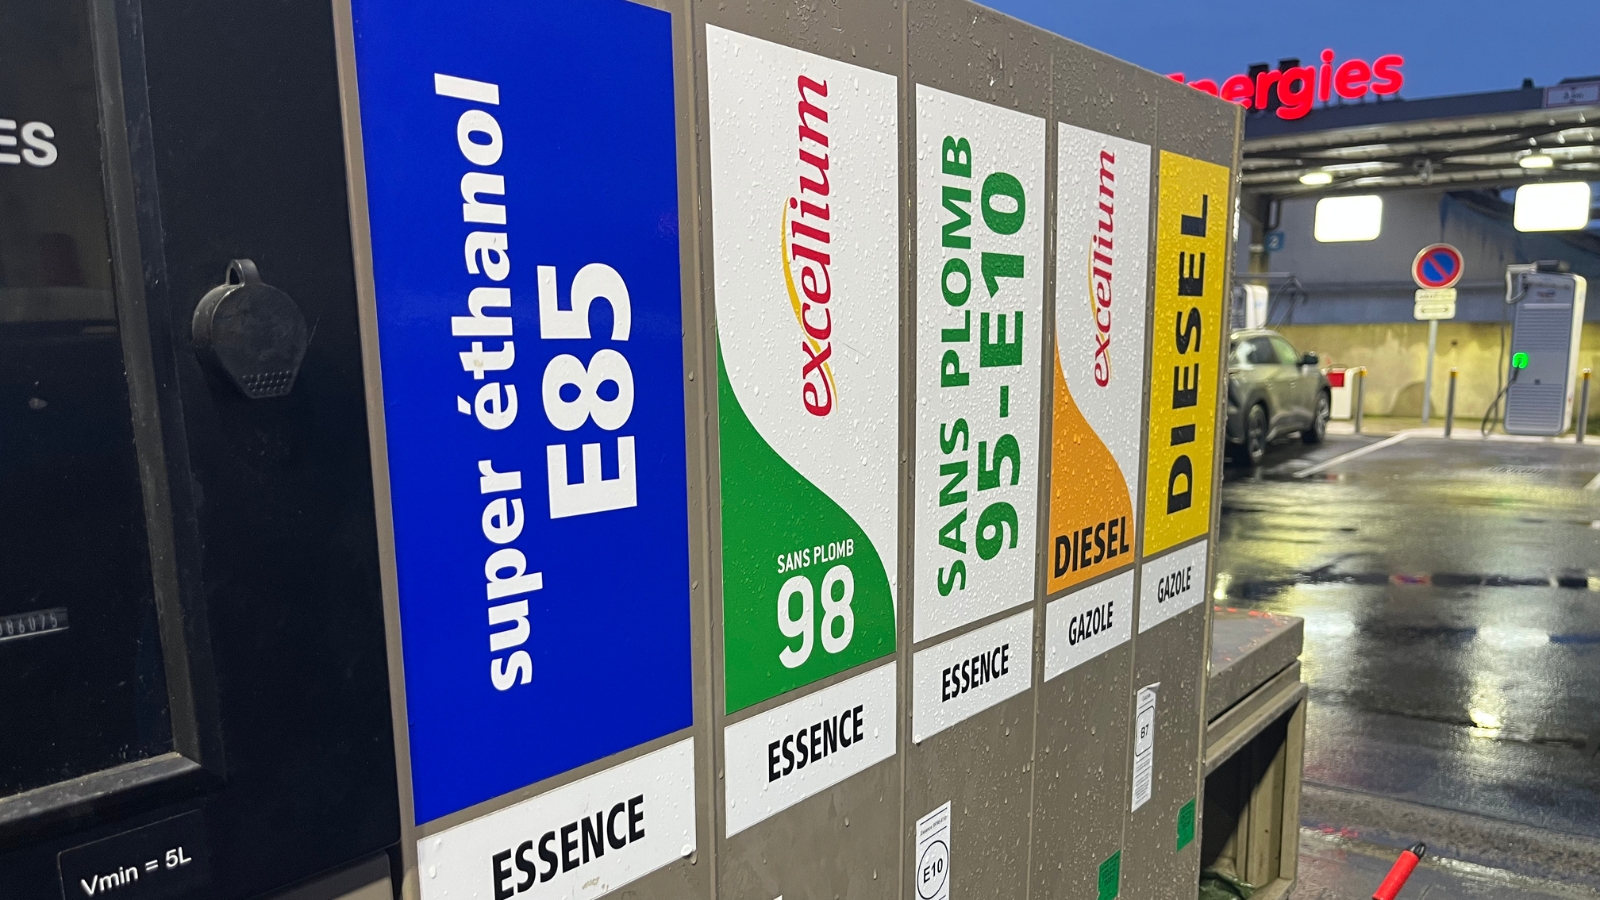 ES
Vmin = 5L
super éthanol
E85
ESSENCE
excellium
SANS PLOMB
98
ESSENCE
SANS PLOMB
95-E10
ESSENCE
E10
excellium
DIESEL
GAZOLE
B7
DIESEL
GAZOLE
nergies
2